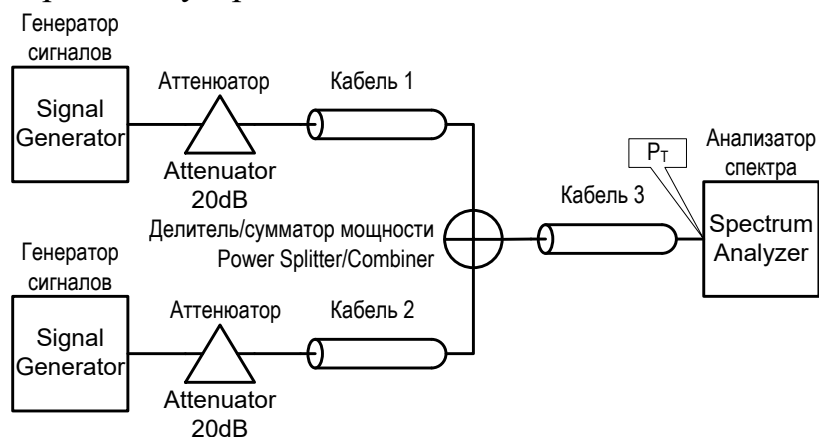 Генератор
сигналов
Signal
Generator
Аттенюатор
Attenuator
20dB
Кабель 1
Делитель/сумматор мощности
Power Splitter/Combiner
Генератор
сигналов
Signal
Generator
Аттенюатор
Attenuator
20dB
Кабель 2
Кабель 3
PT
Анализатор
спектра
Spectrum
Analyzer